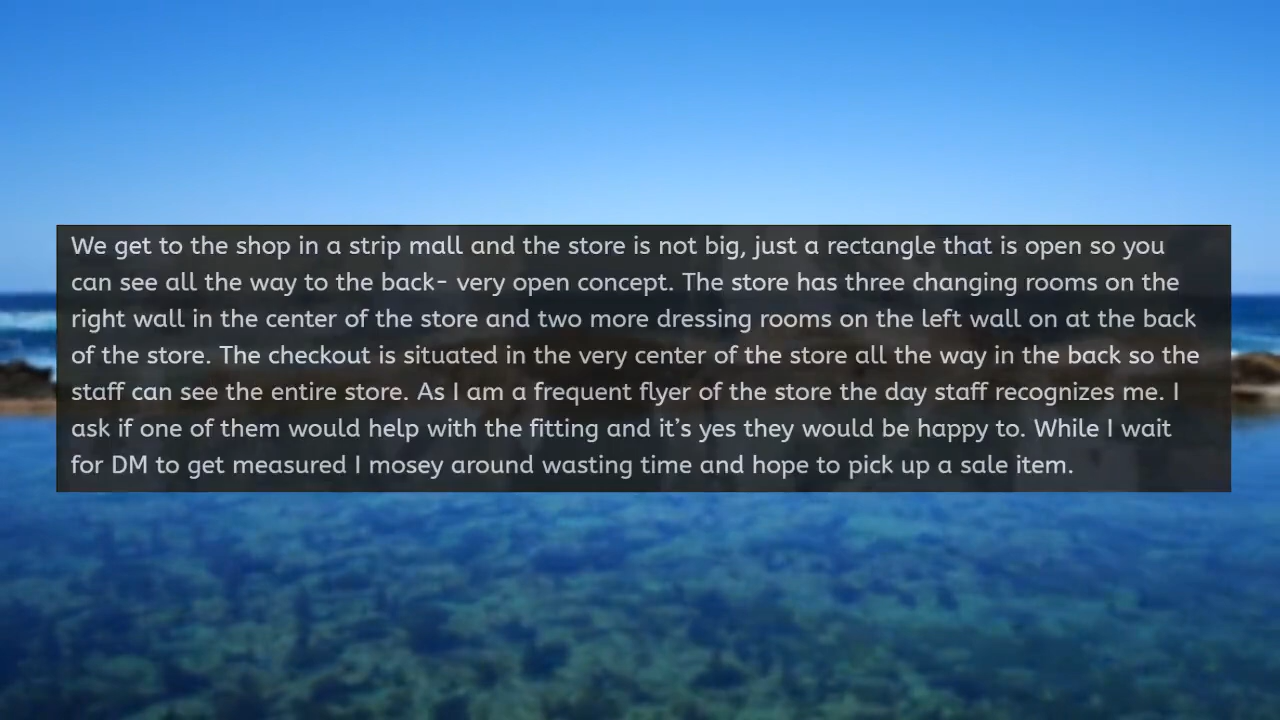 We get to the shop in a strip mall and the store is not big, just a rectangle that is open so you
can see all the way to the back- very open concept. The store has three changing rooms on the
right wall in the center of the store and two more dressing rooms on the left wall on at the back
of the store. The checkout is situated in the very center of the store all the way in the back so the
staff can see the entire store. As I am a frequent flyer of the store the day staff recognizes me. I
ask if one of them would help with the fitting and it’s yes they would be happy to. While I wait
for DM to get measured I mosey around wasting time and hope to pick up a sale item.